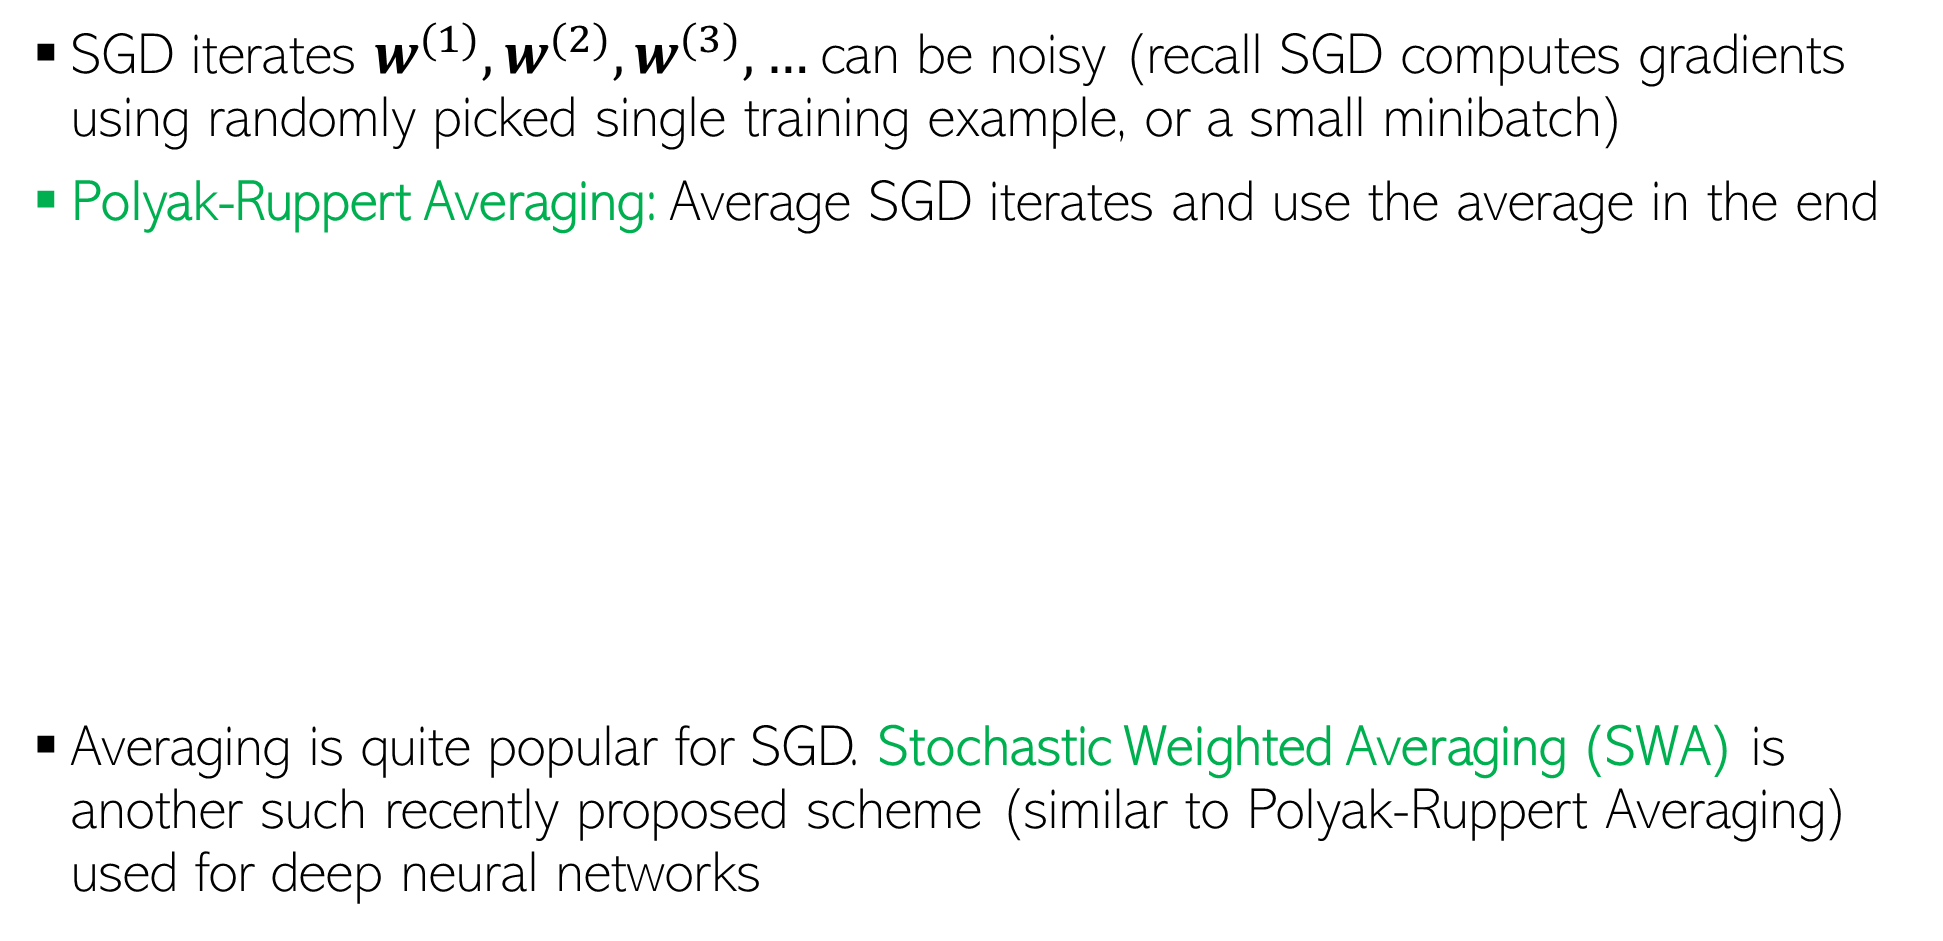 ▪ SGD iterates 𝒘⁽¹⁾, 𝒘⁽²⁾, 𝒘⁽³⁾, … can be noisy (recall SGD computes gradients
using randomly picked single training example, or a small minibatch)
▪ Polyak-Ruppert Averaging: Average SGD iterates and use the average in the end
▪ Averaging is quite popular for SGD. Stochastic Weighted Averaging (SWA) is
another such recently proposed scheme (similar to Polyak-Ruppert Averaging)
used for deep neural networks